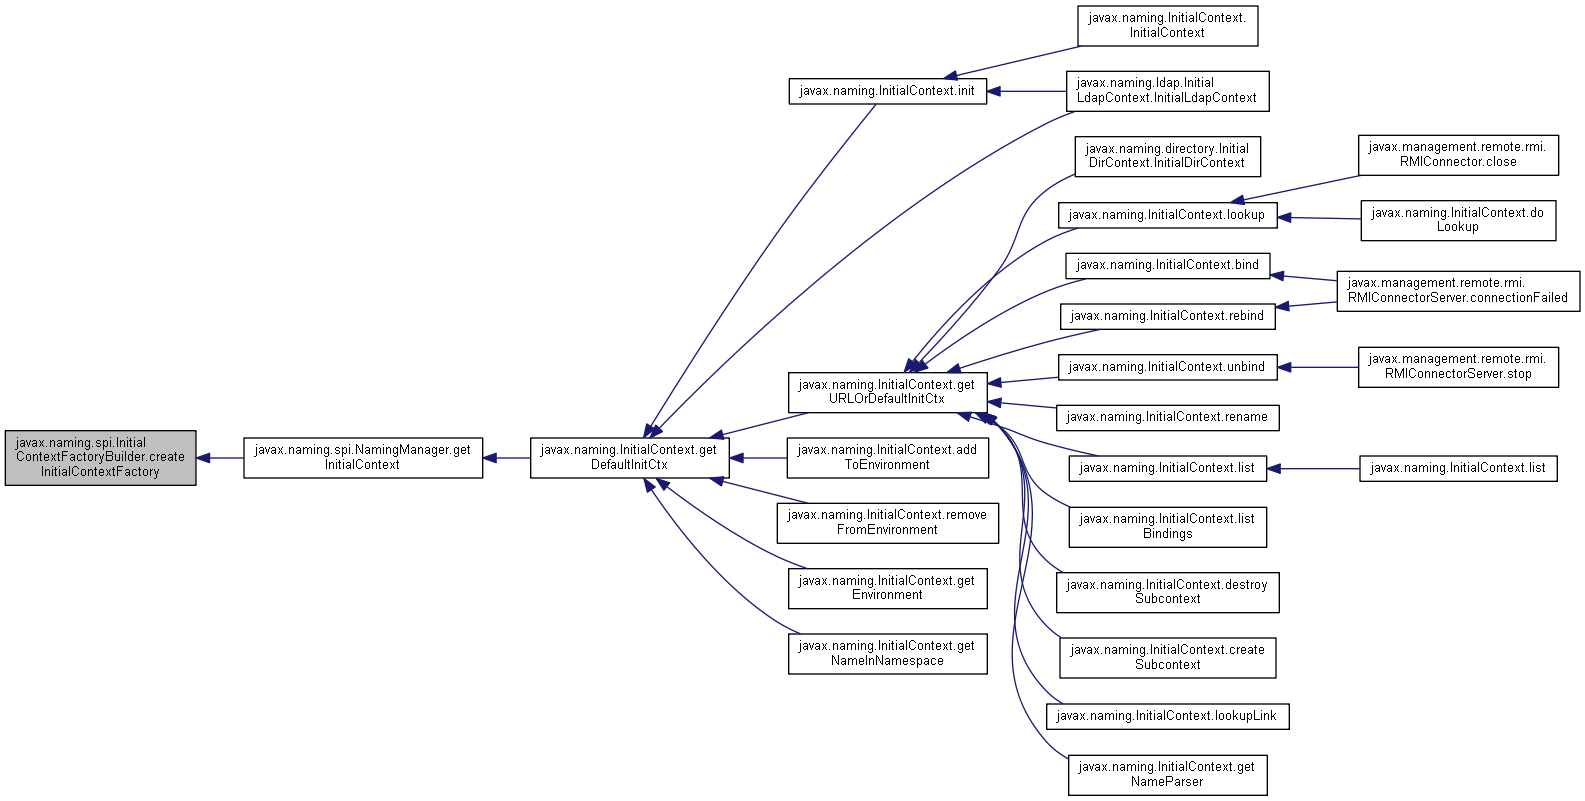 javax.naming.spi.Initial
ContextFactoryBuilder.create
InitialContextFactory
javax.naming.spi.NamingManager.get
InitialContext
javax.naming.InitialContext.get
DefaultInitCtx
javax.naming.InitialContext.init
javax.naming.InitialContext.
InitialContext
javax.naming.ldap.Initial
LdapContext.InitialLdapContext
javax.naming.InitialContext.get
URLOrDefaultInitCtx
javax.naming.directory.Initial
DirContext.InitialDirContext
javax.naming.InitialContext.lookup
javax.management.remote.rmi.
RMIConnector.close
javax.naming.InitialContext.do
Lookup
javax.naming.InitialContext.bind
javax.management.remote.rmi.
RMIConnectorServer.connectionFailed
javax.naming.InitialContext.rebind
javax.naming.InitialContext.unbind
javax.management.remote.rmi.
RMIConnectorServer.stop
javax.naming.InitialContext.rename
javax.naming.InitialContext.list
javax.naming.InitialContext.list
javax.naming.InitialContext.list
Bindings
javax.naming.InitialContext.destroy
Subcontext
javax.naming.InitialContext.create
Subcontext
javax.naming.InitialContext.lookupLink
javax.naming.InitialContext.get
NameParser
javax.naming.InitialContext.add
ToEnvironment
javax.naming.InitialContext.remove
FromEnvironment
javax.naming.InitialContext.get
Environment
javax.naming.InitialContext.get
NameInNamespace